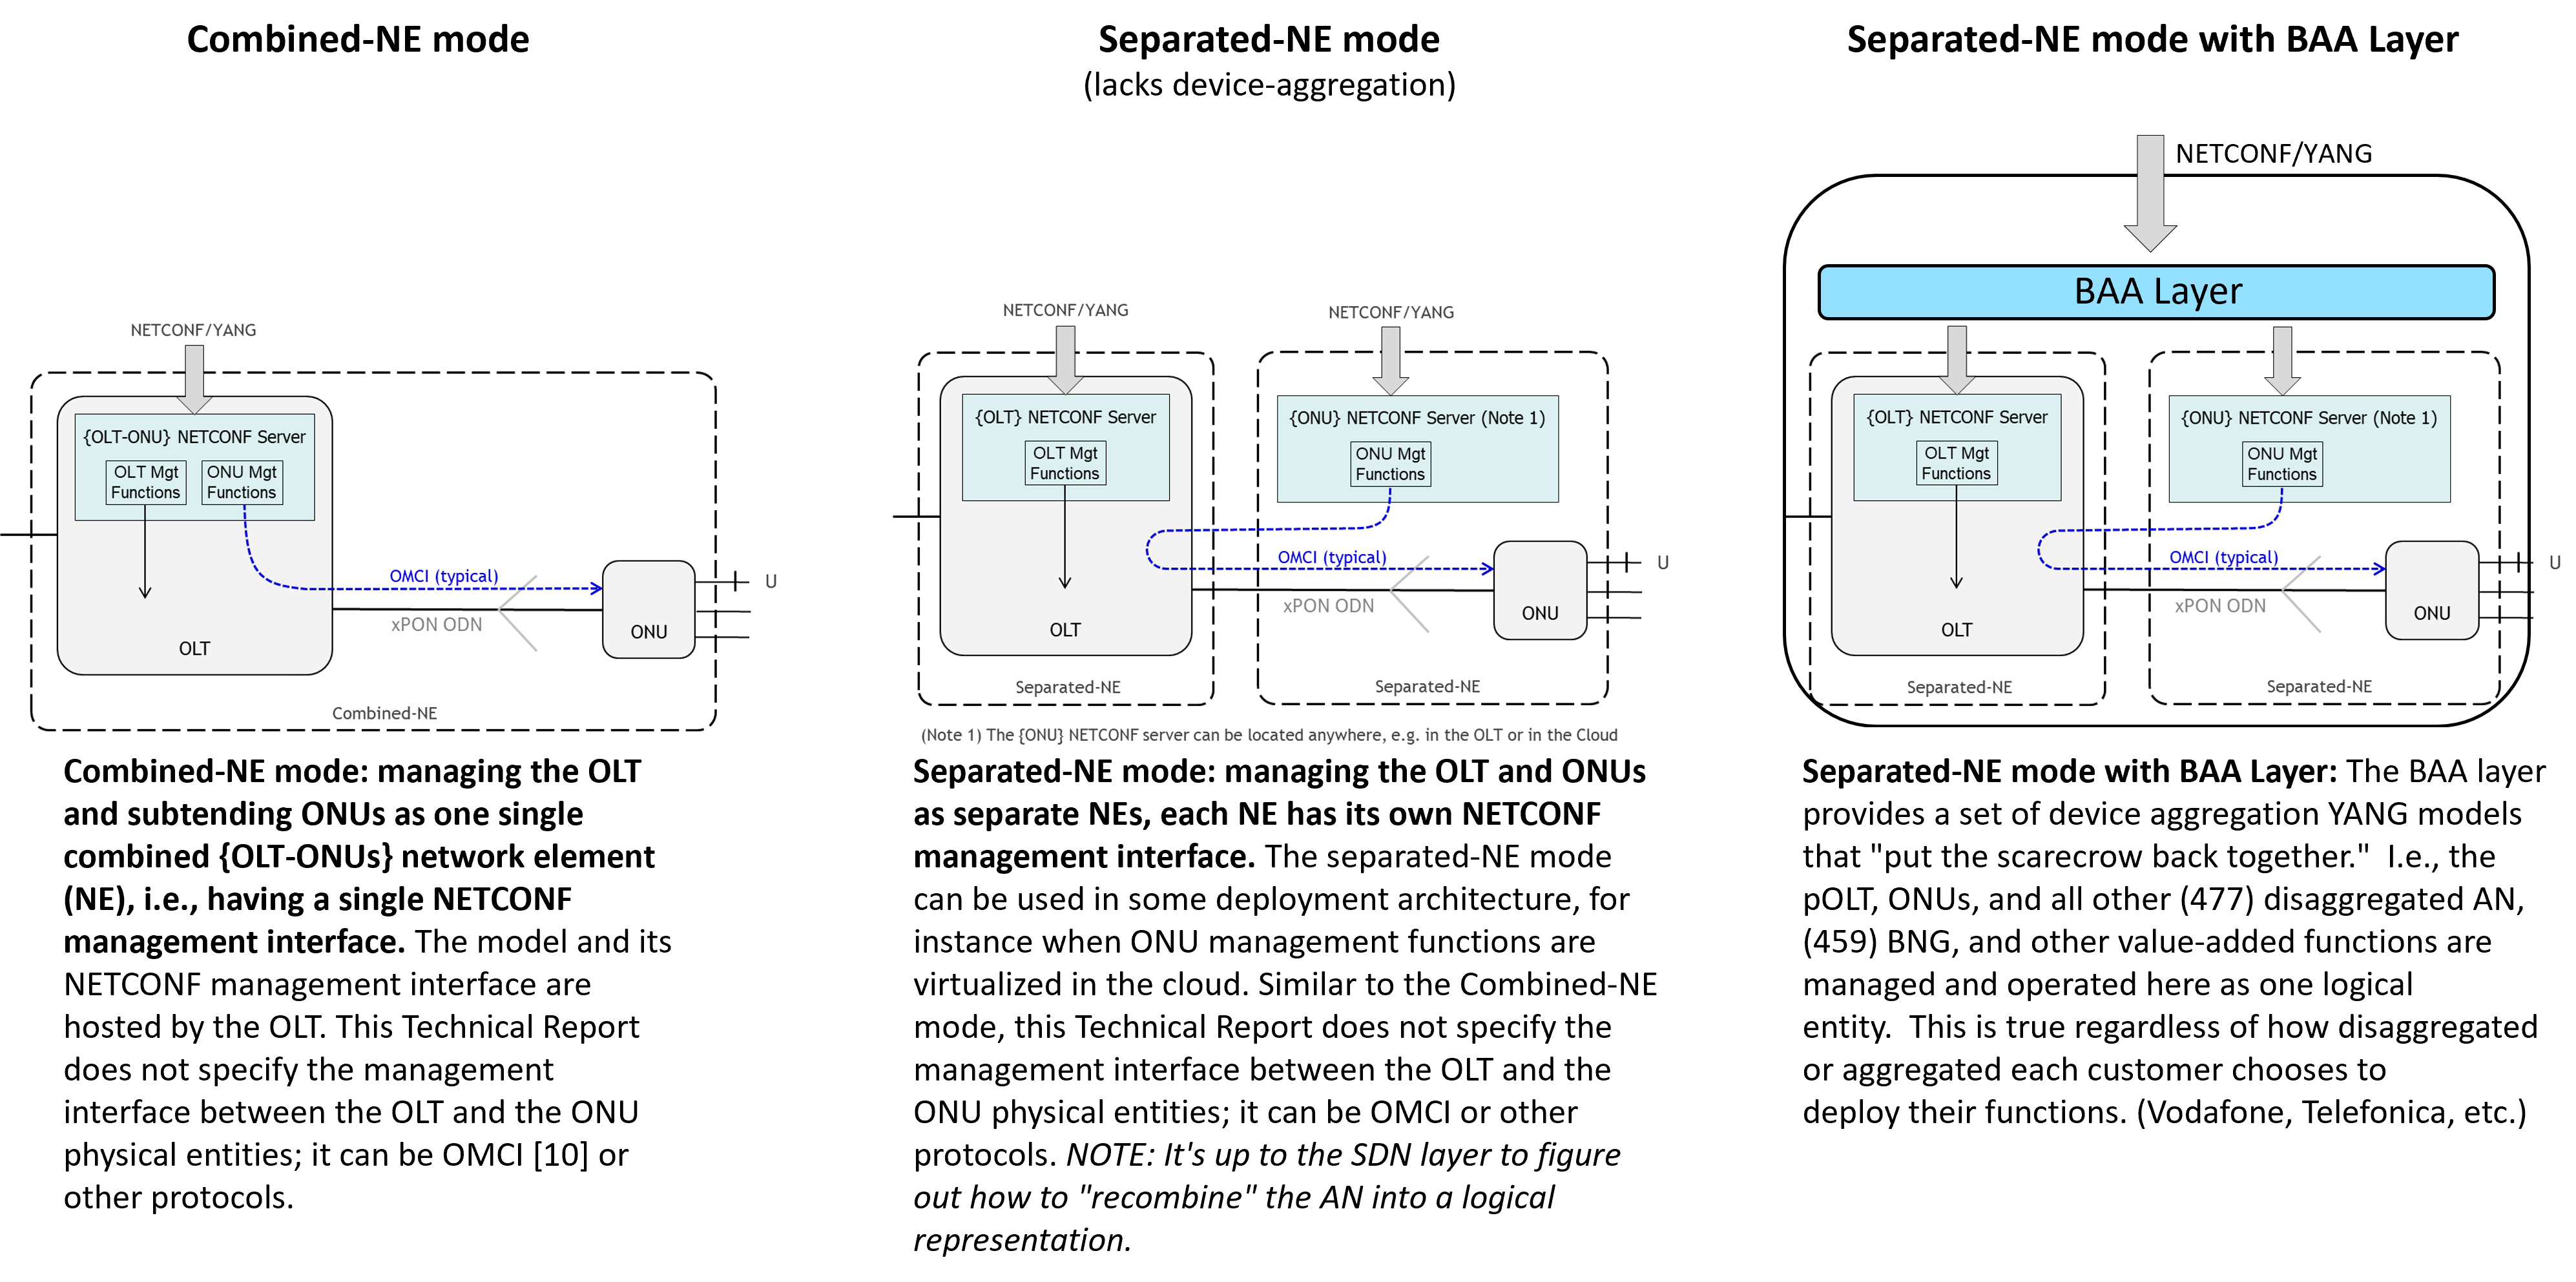 Combined-NE mode
NETCONF/YANG
{OLT-ONU} NETCONF Server
OLT Mgt
Functions
ONU Mgt
Functions
OMCI (typical)
U
xPON ODN
ONU
OLT
Combined-NE
Combined-NE mode: managing the OLT
and subtending ONUs as one single
combined {OLT-ONUs} network element
(NE), i.e., having a single NETCONF
management interface. The model and its
NETCONF management interface are
hosted by the OLT. This Technical Report
does not specify the management
interface between the OLT and the ONU
physical entities; it can be OMCI [10] or
other protocols.
Separated-NE mode
(lacks device-aggregation)
NETCONF/YANG
NETCONF/YANG
{OLT} NETCONF Server
OLT Mgt
Functions
{ONU} NETCONF Server (Note 1)
ONU Mgt
Functions
OMCI (typical)
U
xPON ODN
ONU
OLT
Separated-NE
Separated-NE
(Note 1) The {ONU} NETCONF server can be located anywhere, e.g. in the OLT or in the Cloud
Separated-NE mode: managing the OLT and ONUs
as separate NEs, each NE has its own NETCONF
management interface. The separated-NE mode
can be used in some deployment architecture, for
instance when ONU management functions are
virtualized in the cloud. Similar to the Combined-NE
mode, this Technical Report does not specify the
management interface between the OLT and the
ONU physical entities; it can be OMCI or other
protocols. NOTE: It's up to the SDN layer to figure
out how to "recombine" the AN into a logical
representation.
Separated-NE mode with BAA Layer
NETCONF/YANG
BAA Layer
{OLT} NETCONF Server
OLT Mgt
Functions
{ONU} NETCONF Server (Note 1)
ONU Mgt
Functions
OMCI (typical)
U
xPON ODN
ONU
OLT
Separated-NE
Separated-NE
Separated-NE mode with BAA Layer: The BAA layer
provides a set of device aggregation YANG models
that "put the scarecrow back together."  I.e., the
pOLT, ONUs, and all other (477) disaggregated AN,
(459) BNG, and other value-added functions are
managed and operated here as one logical
entity.  This is true regardless of how disaggregated
or aggregated each customer chooses to
deploy their functions. (Vodafone, Telefonica, etc.)